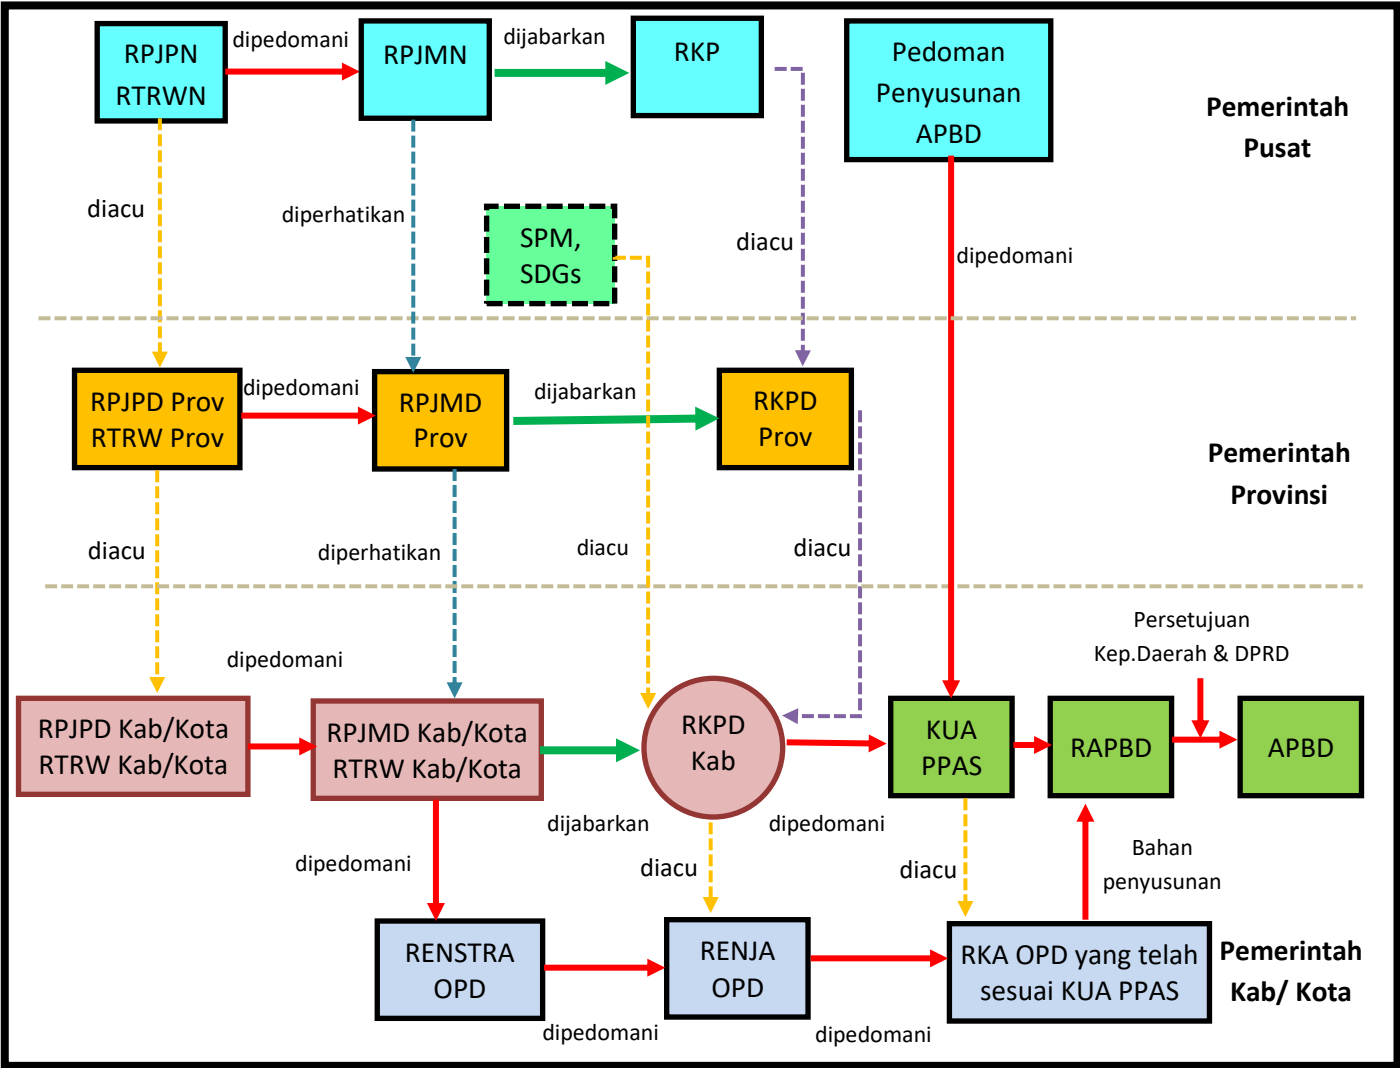 RPJPN
RTRWN
dipedomani
RPJMN
dijabarkan
RKP
Pedoman
Penyusunan
APBD
Pemerintah
Pusat
diacu
diperhatikan
SPM,
SDGs
diacu
dipedomani
RPJPD Prov
RTRW Prov
dipedomani
RPJMD
Prov
dijabarkan
RKPD
Prov
Pemerintah
Provinsi
diacu
diperhatikan
diacu
diacu
Persetujuan
Kep.Daerah & DPRD
dipedomani
RPJPD Kab/Kota
RTRW Kab/Kota
RPJMD Kab/Kota
RTRW Kab/Kota
RKPD
Kab
KUA
PPAS
RAPBD
APBD
dijabarkan
dipedomani
dipedomani
diacu
diacu
Bahan
penyusunan
RENSTRA
OPD
RENJA
OPD
RKA OPD yang telah
sesuai KUA PPAS
Pemerintah
Kab/ Kota
dipedomani
dipedomani